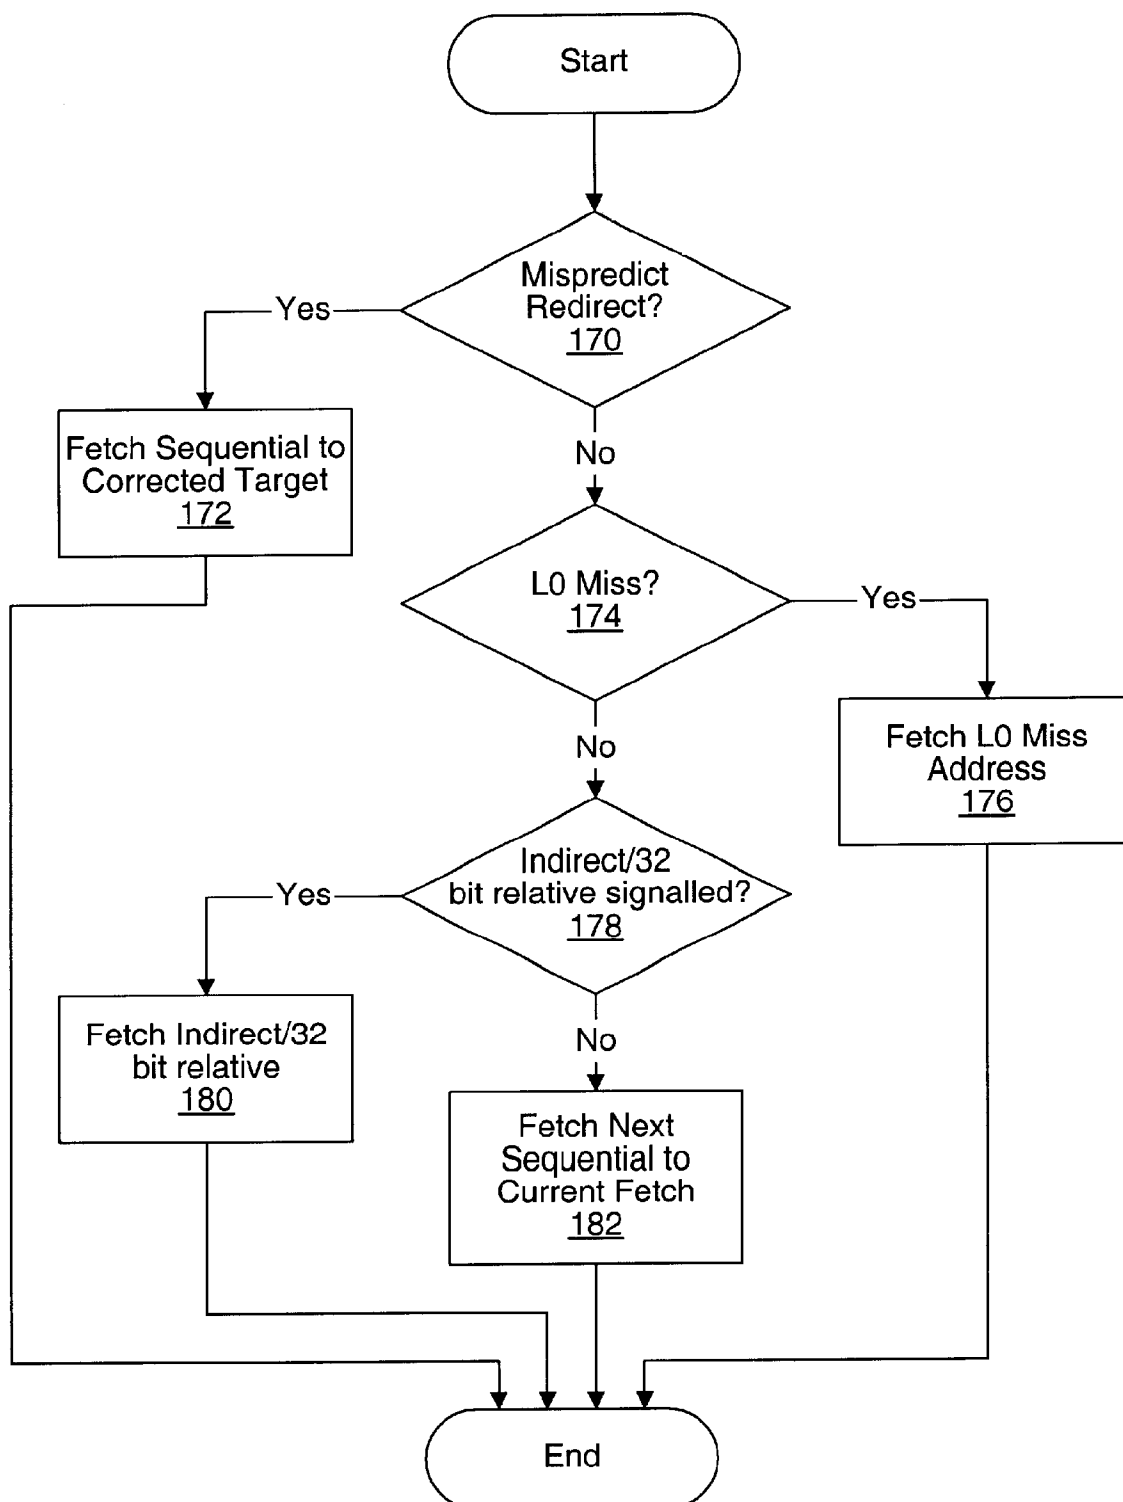 Start
Mispredict
Redirect?
170
Yes
No
Fetch Sequential to
Corrected Target
172
L0 Miss?
174
Yes
No
Fetch L0 Miss
Address
176
Indirect/32
bit relative signalled?
178
Yes
No
Fetch Indirect/32
bit relative
180
Fetch Next
Sequential to
Current Fetch
182
End